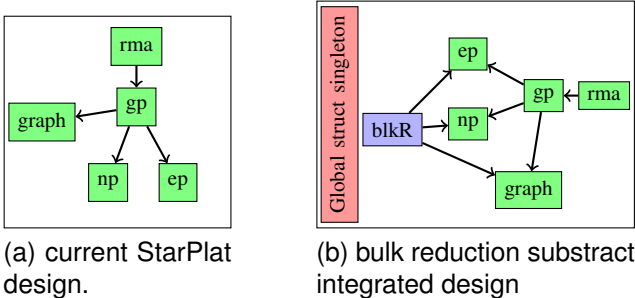 rma
gp
graph
np
ep
(a) current StarPlat
design.
Global struct singleton
ep
gp
rma
blkR
np
graph
(b) bulk reduction substract
integrated design